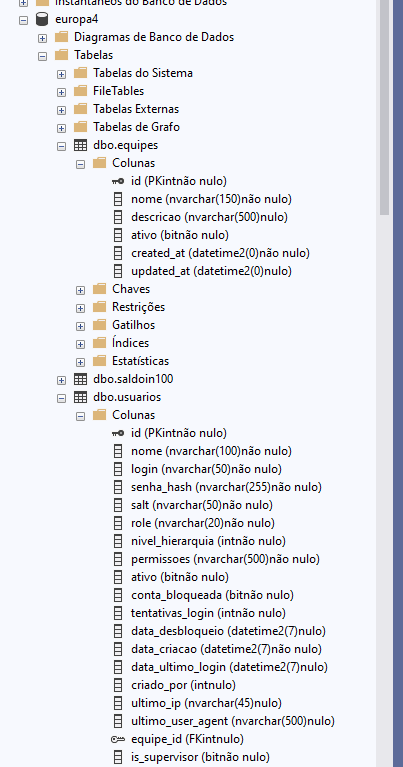 Instantâneos do Banco de Dados
europa4
Diagramas de Banco de Dados
Tabelas
Tabelas do Sistema
FileTables
Tabelas Externas
Tabelas de Grafo
dbo.equipes
Colunas
id (PKintnão nulo)
nome (nvarchar(150)não nulo)
descricao (nvarchar(500)nulo)
ativo (bitnão nulo)
created_at (datetime2(0)não nulo)
updated_at (datetime2(0)nulo)
Chaves
Restrições
Gatilhos
Índices
Estatísticas
dbo.saldoin100
dbo.usuarios
Colunas
id (PKintnão nulo)
nome (nvarchar(100)não nulo)
login (nvarchar(50)não nulo)
senha_hash (nvarchar(255)não nulo)
salt (nvarchar(50)não nulo)
role (nvarchar(20)não nulo)
nivel_hierarquia (intnão nulo)
permissoes (nvarchar(500)não nulo)
ativo (bitnão nulo)
conta_bloqueada (bitnão nulo)
tentativas_login (intnão nulo)
data_desbloqueio (datetime2(7)nulo)
data_criacao (datetime2(7)não nulo)
data_ultimo_login (datetime2(7)nulo)
criado_por (intnulo)
ultimo_ip (nvarchar(45)nulo)
ultimo_user_agent (nvarchar(500)nulo)
equipe_id (FKintnulo)
is_supervisor (bitnão nulo)